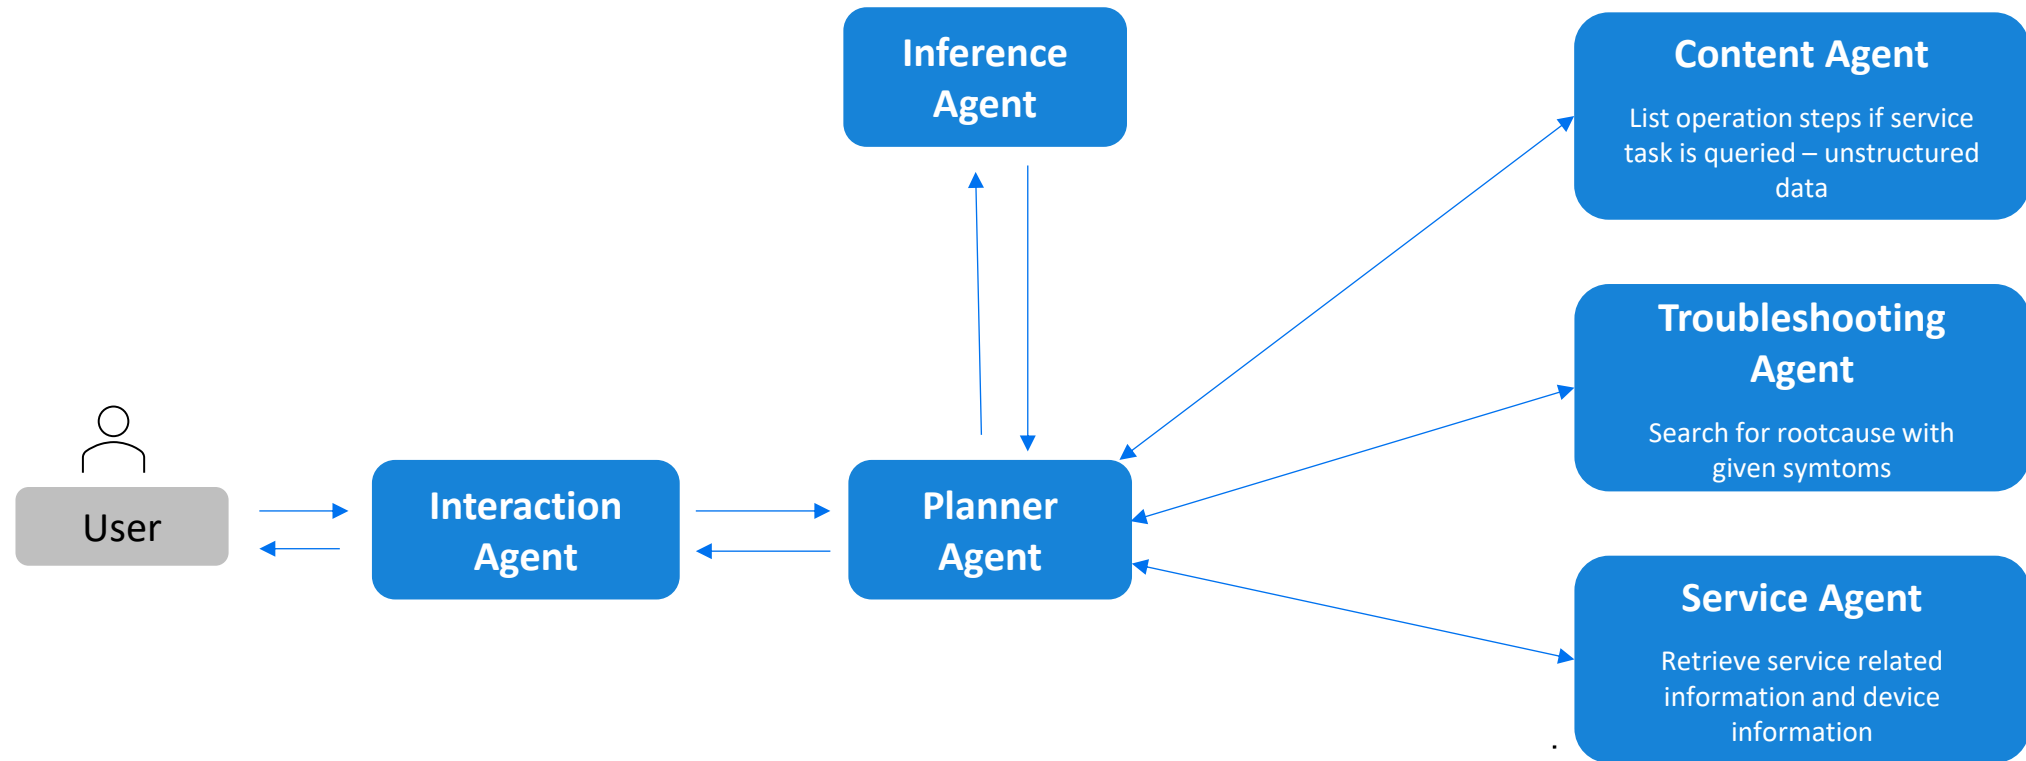 User
Interaction
Agent
Inference
Agent
Planner
Agent
Content Agent
List operation steps if service
task is queried – unstructured
data
Troubleshooting
Agent
Search for rootcause with
given symtoms
Service Agent
Retrieve service related
information and device
information
.